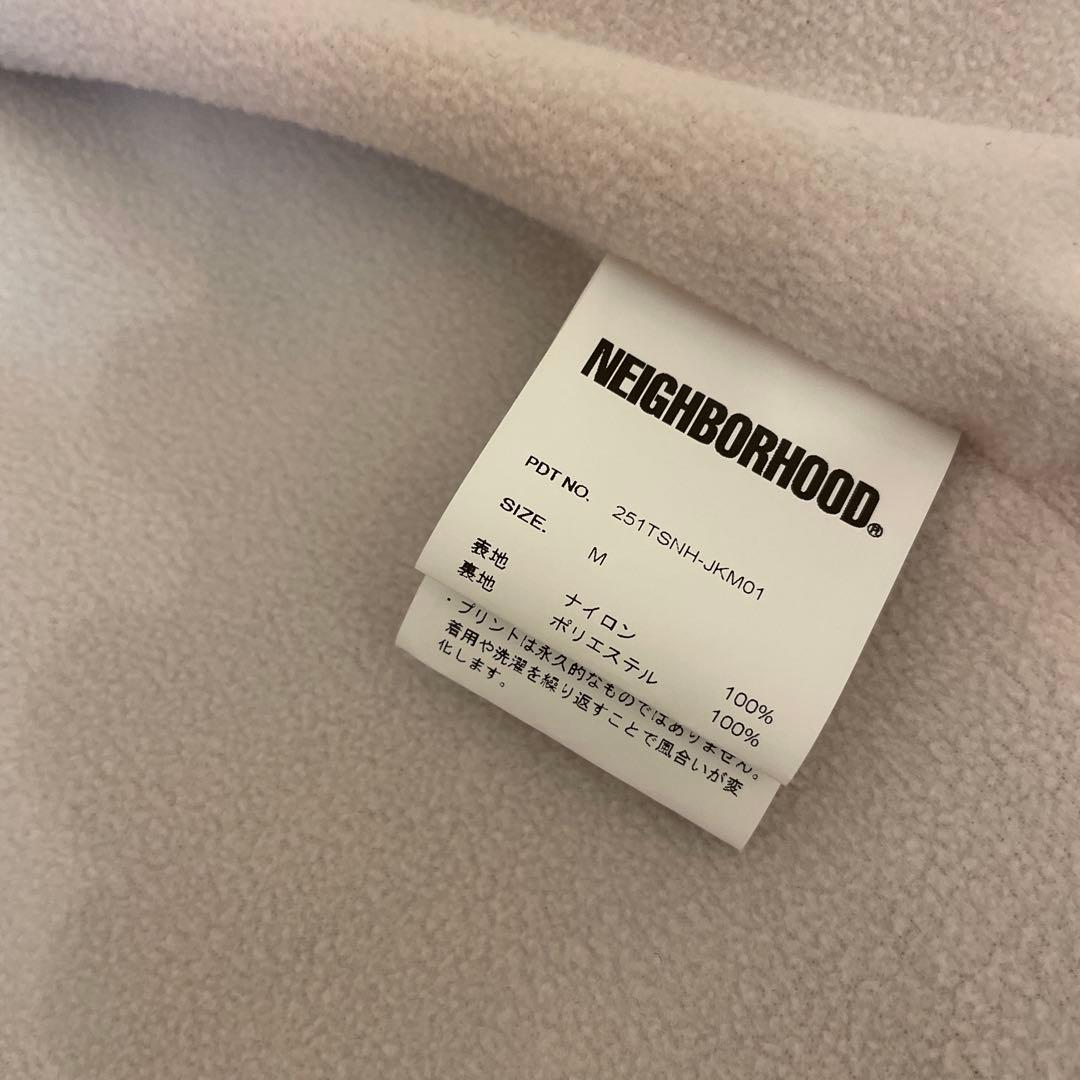 NEIGHBORHOOD®
PDT NO. 251TSNH-JKM01
SIZE. M
表地 ナイロン 100%
裏地 ポリエステル 100%
・プリントは永久的なものではありません。
着用や洗濯を繰り返すことで風合いが変
化します。